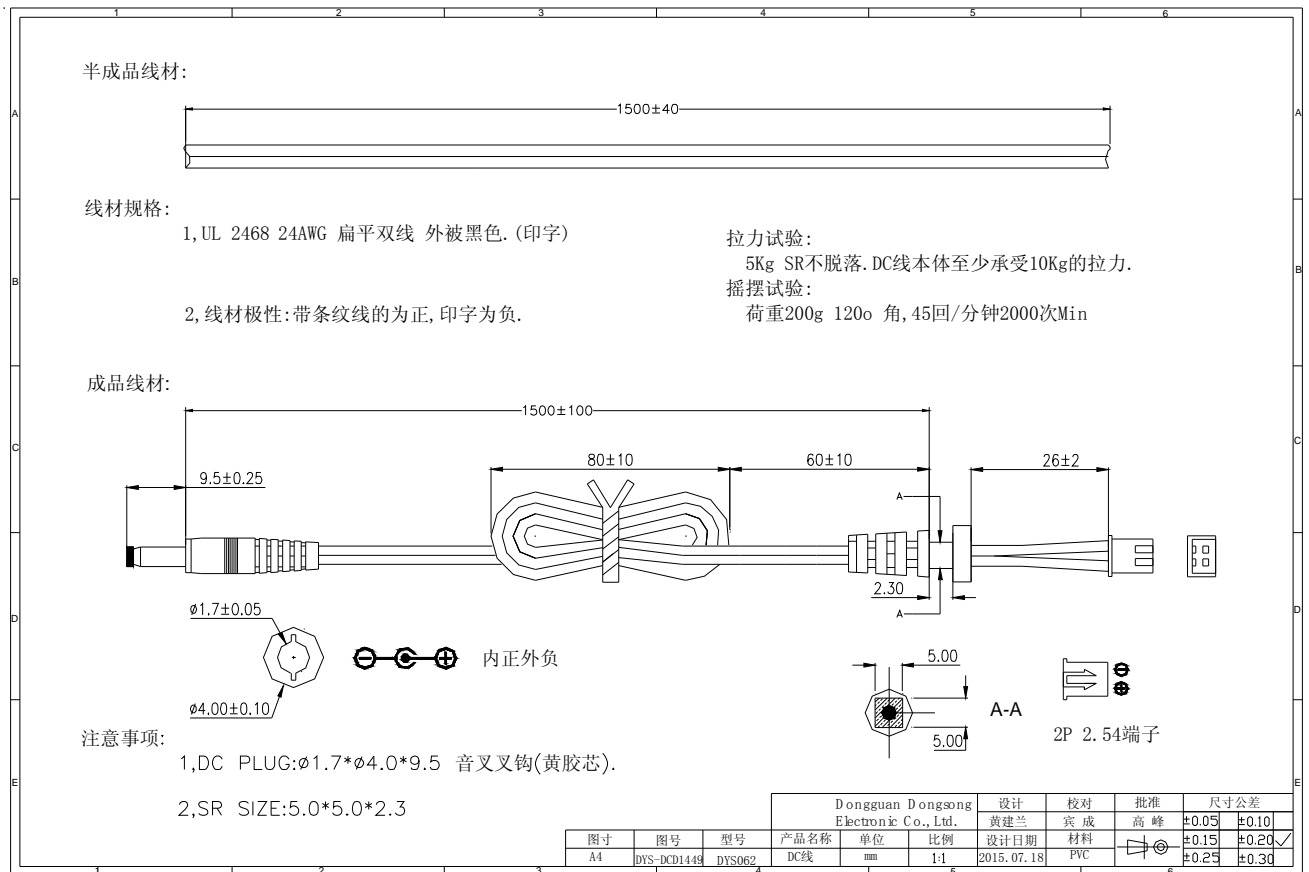 1 2 3 4 5 6
A A
B B
C C
D D
E E
半成品线材:
1500±40
线材规格:
1,UL 2468 24AWG 扁平双线 外被黑色.(印字)
2,线材极性:带条纹线的为正,印字为负.
拉力试验:
5Kg SR不脱落.DC线本体至少承受10Kg的拉力.
摇摆试验:
荷重200g 120o 角,45回/分钟2000次Min
成品线材:
1500±100
9.5±0.25
80±10
60±10
26±2
A
2.30
A
ø1.7±0.05
ø4.00±0.10
内正外负
5.00
5.00
A-A
2P 2.54端子
注意事项:
1,DC PLUG:ø1.7*ø4.0*9.5 音叉叉钩(黄胶芯).
2,SR SIZE:5.0*5.0*2.3
Dongguan Dongsong Electronic Co., Ltd.
设计 校对 批准 尺寸公差
黄建兰 宾成 高峰 ±0.05 ±0.10
图寸 图号 型号 产品名称 单位 比例 设计日期 材料 ±0.15 ±0.20
A4 DYS-DCD1449 DYS062 DC线 mm 1:1 2015.07.18 PVC ±0.25 ±0.30
1 2 3 4 5 6